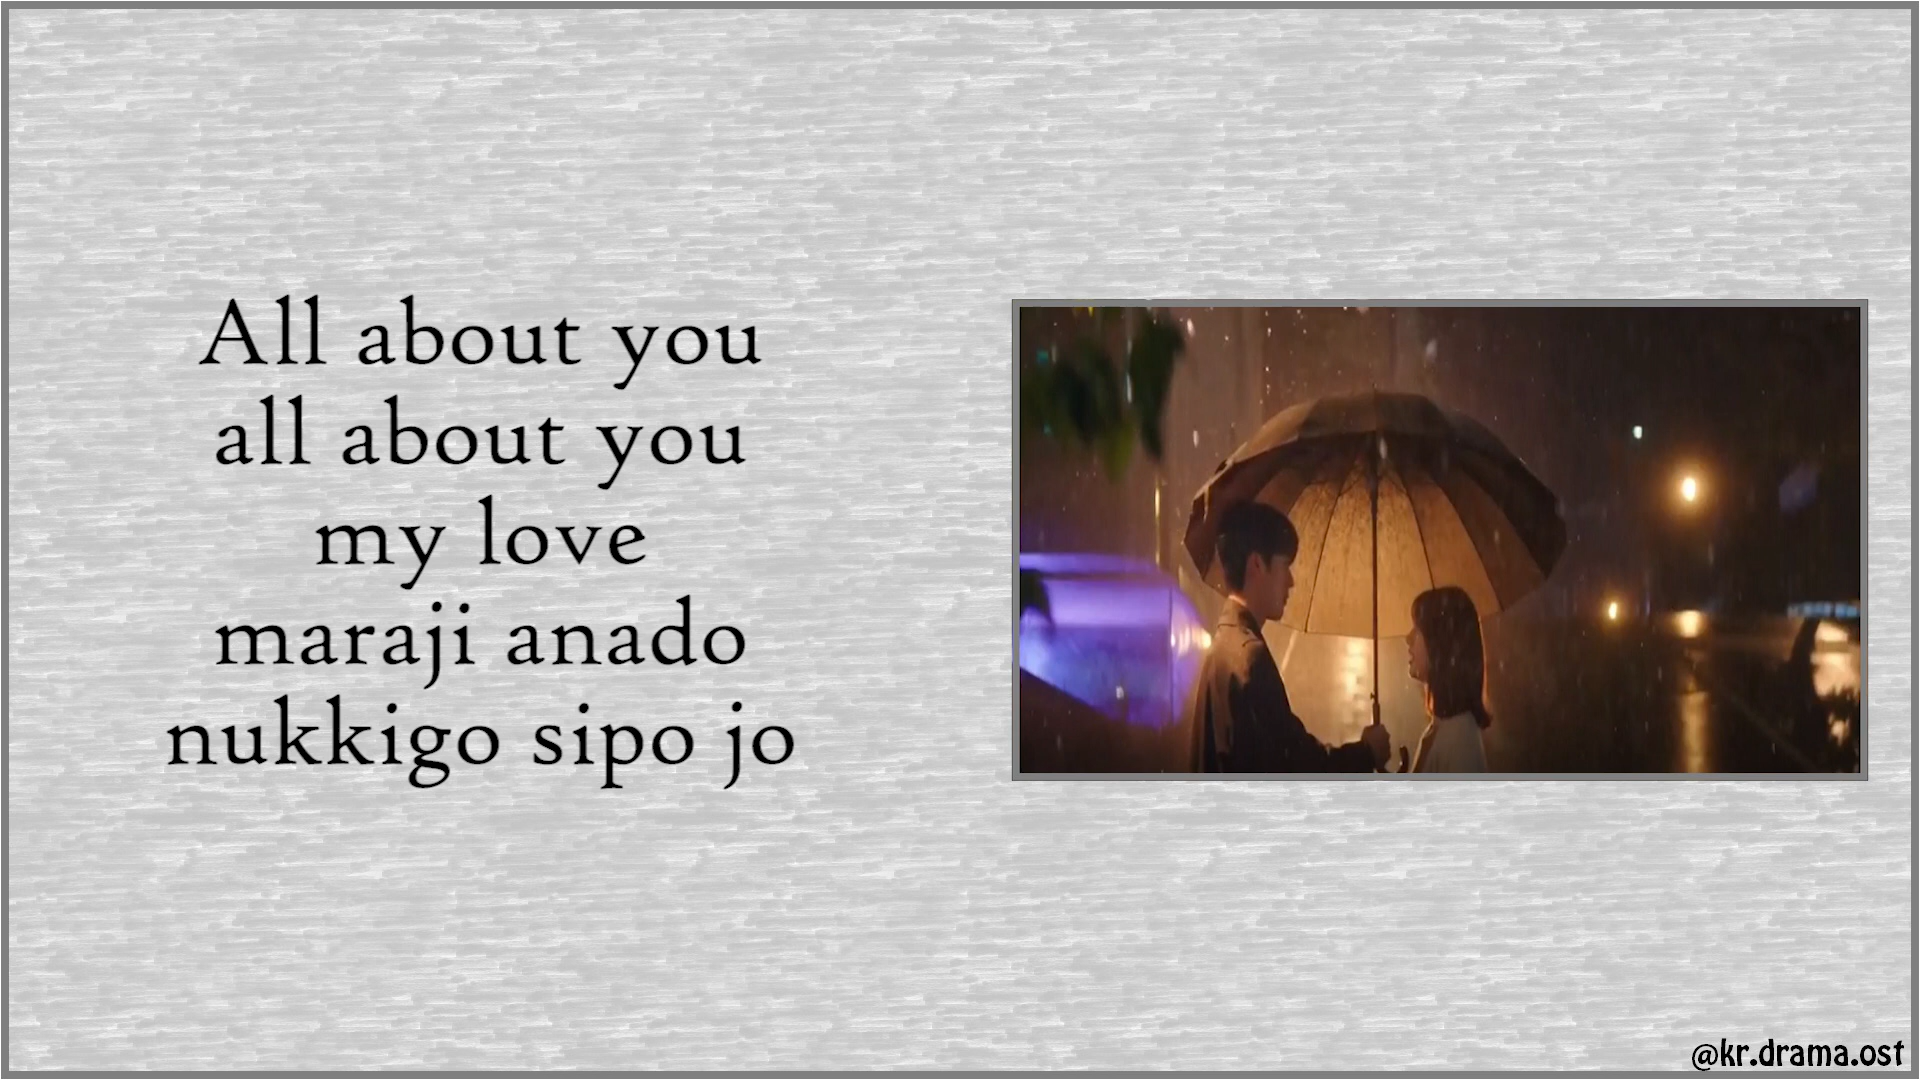 All about you
all about you
my love
maraji anado
nukkigo sipo jo
@kr.drama.ost